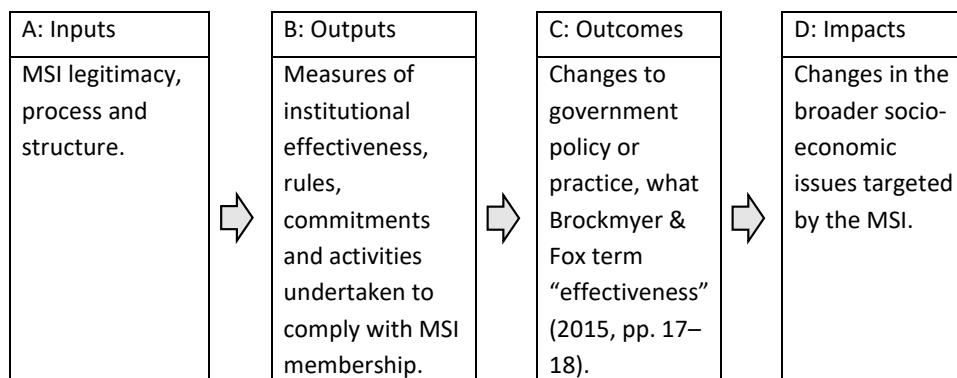 A: Inputs
MSI legitimacy,
process and
structure.
B: Outputs
Measures of
institutional
effectiveness,
rules,
commitments
and activities
undertaken to
comply with MSI
membership.
C: Outcomes
Changes to
government
policy or
practice, what
Brockmyer &
Fox term
“effectiveness”
(2015, pp. 17–
18).
D: Impacts
Changes in the
broader socio-
economic
issues targeted
by the MSI.